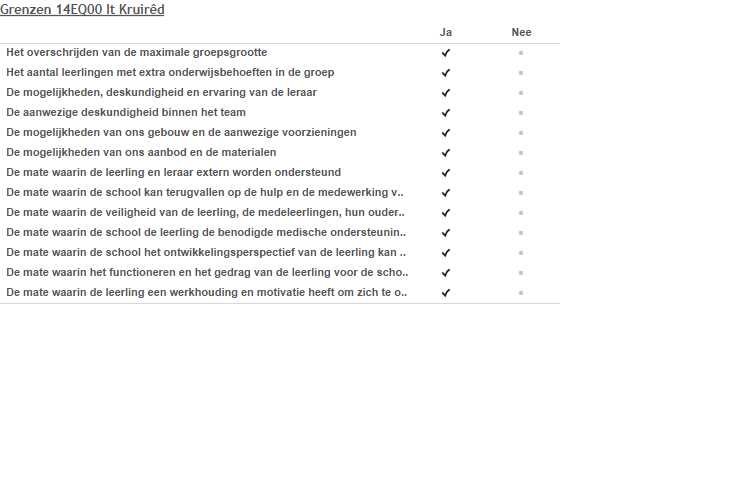 Grenzen 14EQ00 It Kruirêd
Ja Nee
Het overschrijden van de maximale groepsgrootte
Het aantal leerlingen met extra onderwijsbehoeften in de groep
De mogelijkheden, deskundigheid en ervaring van de leraar
De aanwezige deskundigheid binnen het team
De mogelijkheden van ons gebouw en de aanwezige voorzieningen
De mogelijkheden van ons aanbod en de materialen
De mate waarin de leerling en leraar extern worden ondersteund
De mate waarin de school kan terugvallen op de hulp en de medewerking v..
De mate waarin de veiligheid van de leerling, de medeleerlingen, hun ouder..
De mate waarin de school de leerling de benodigde medische ondersteunin..
De mate waarin de school het ontwikkelingsperspectief van de leerling kan ..
De mate waarin het functioneren en het gedrag van de leerling voor de scho..
De mate waarin de leerling een werkhouding en motivatie heeft om zich te o..